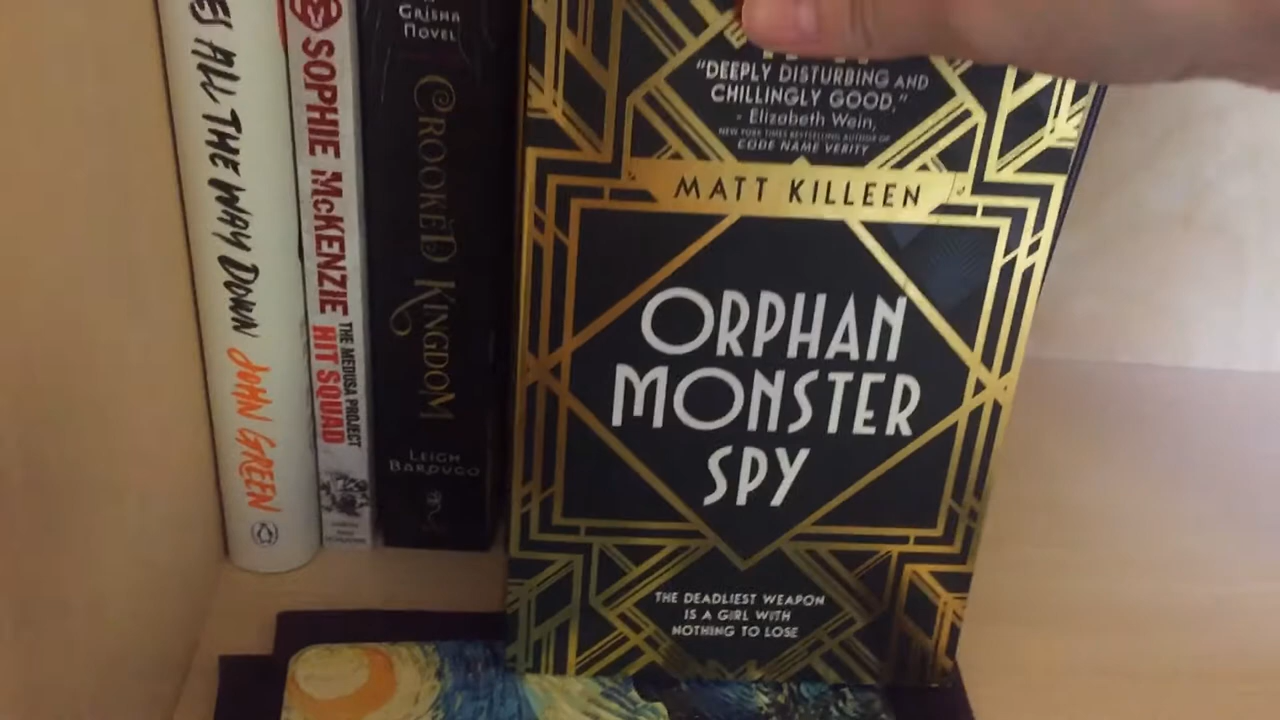 ES ALL THE WAY DOWN JOHN GREEN
SOPHIE McKENZIE THE MEDUSA PROJECT HIT SQUAD
GRISHA
NOVEL
CROOKED KINGDOM
LEIGH
BARDUGO
"DEEPLY DISTURBING AND
CHILLINGLY GOOD,"
- Elizabeth Wein,
NEW YORK TIMES BESTSELLING AUTHOR OF
CODE NAME VERITY
MATT KILLEEN
ORPHAN
MONSTER
SPY
THE DEADLIEST WEAPON
IS A GIRL WITH
NOTHING TO LOSE